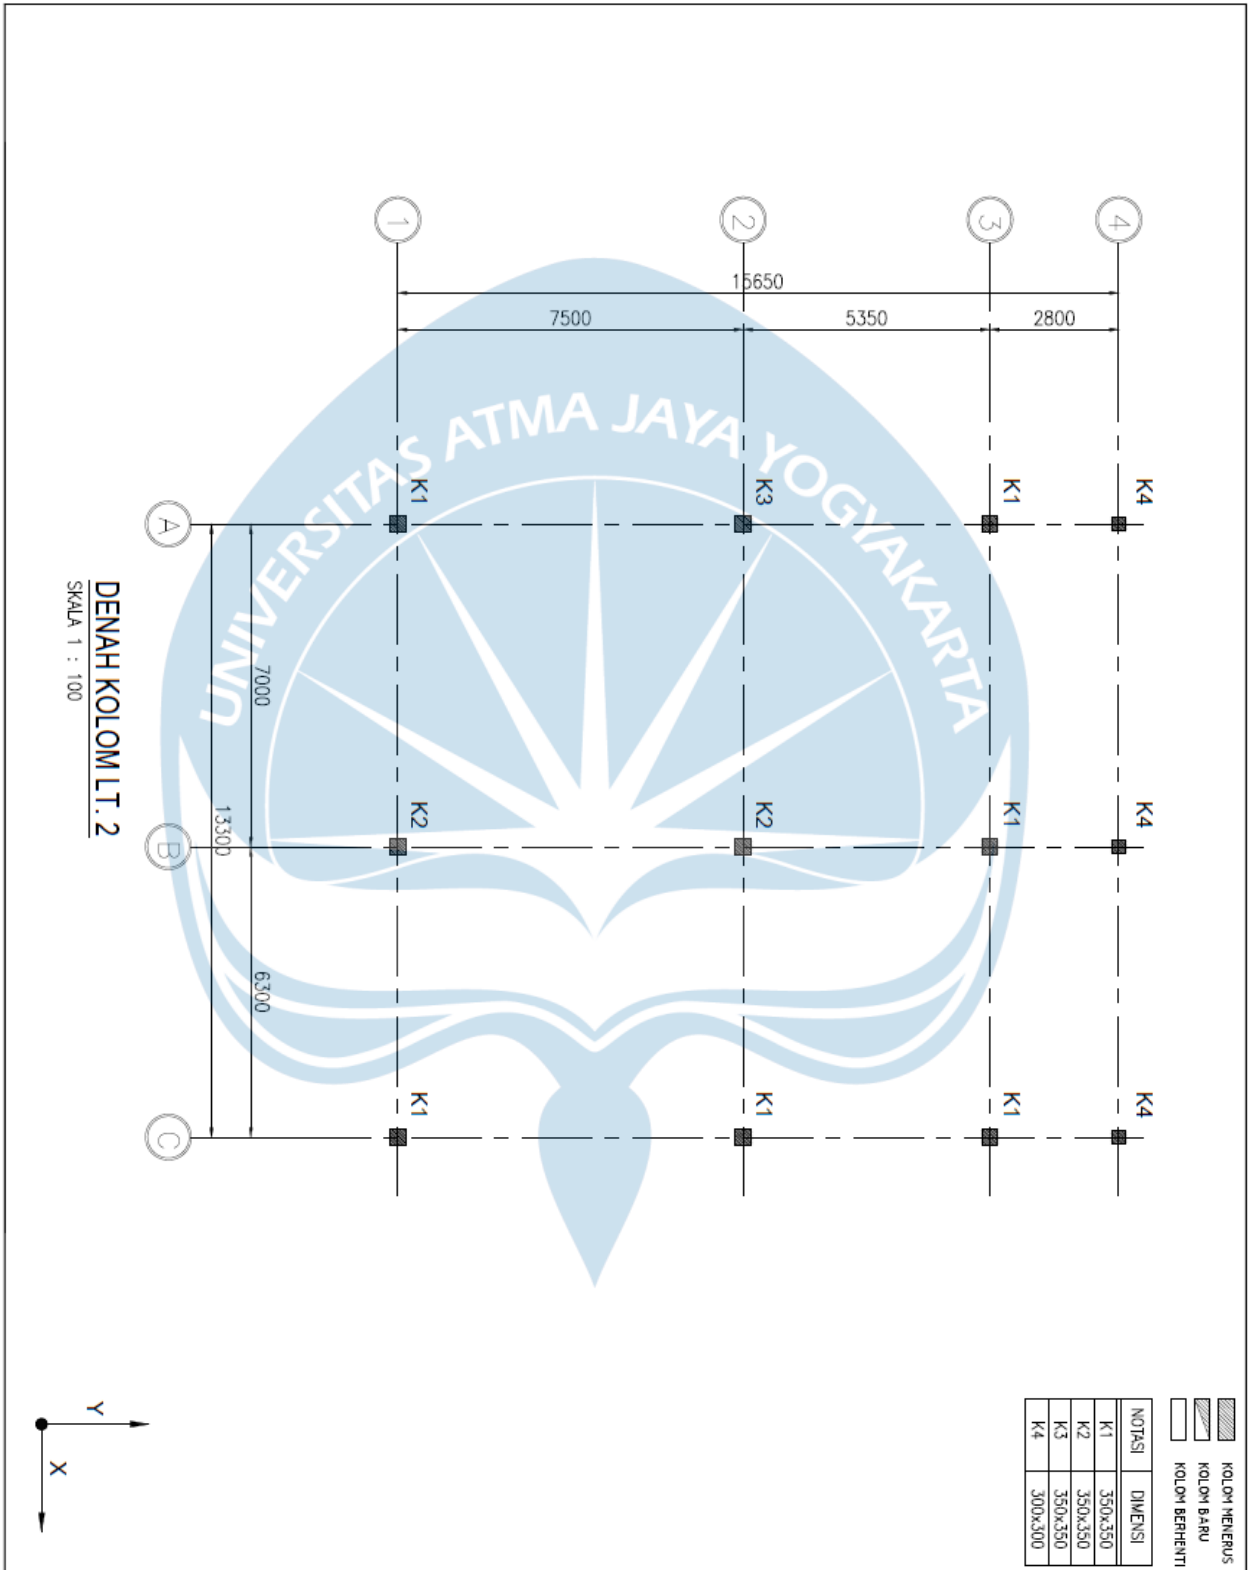 KOLOM MENERUS
KOLOM BARU
KOLOM BERHENTI
NOTASI DIMENSI
K1 350x350
K2 350x350
K3 350x350
K4 300x300
4
3
2
1
15650
2800
5350
7500
K4 K4 K4
K1 K1 K1
K3 K2 K1
K1 K2 K1
UNIVERSITAS ATMA JAYA YOGYAKARTA
7000 6300
13300
A B C
DENAH KOLOM LT. 2
SKALA 1 : 100
Y
X